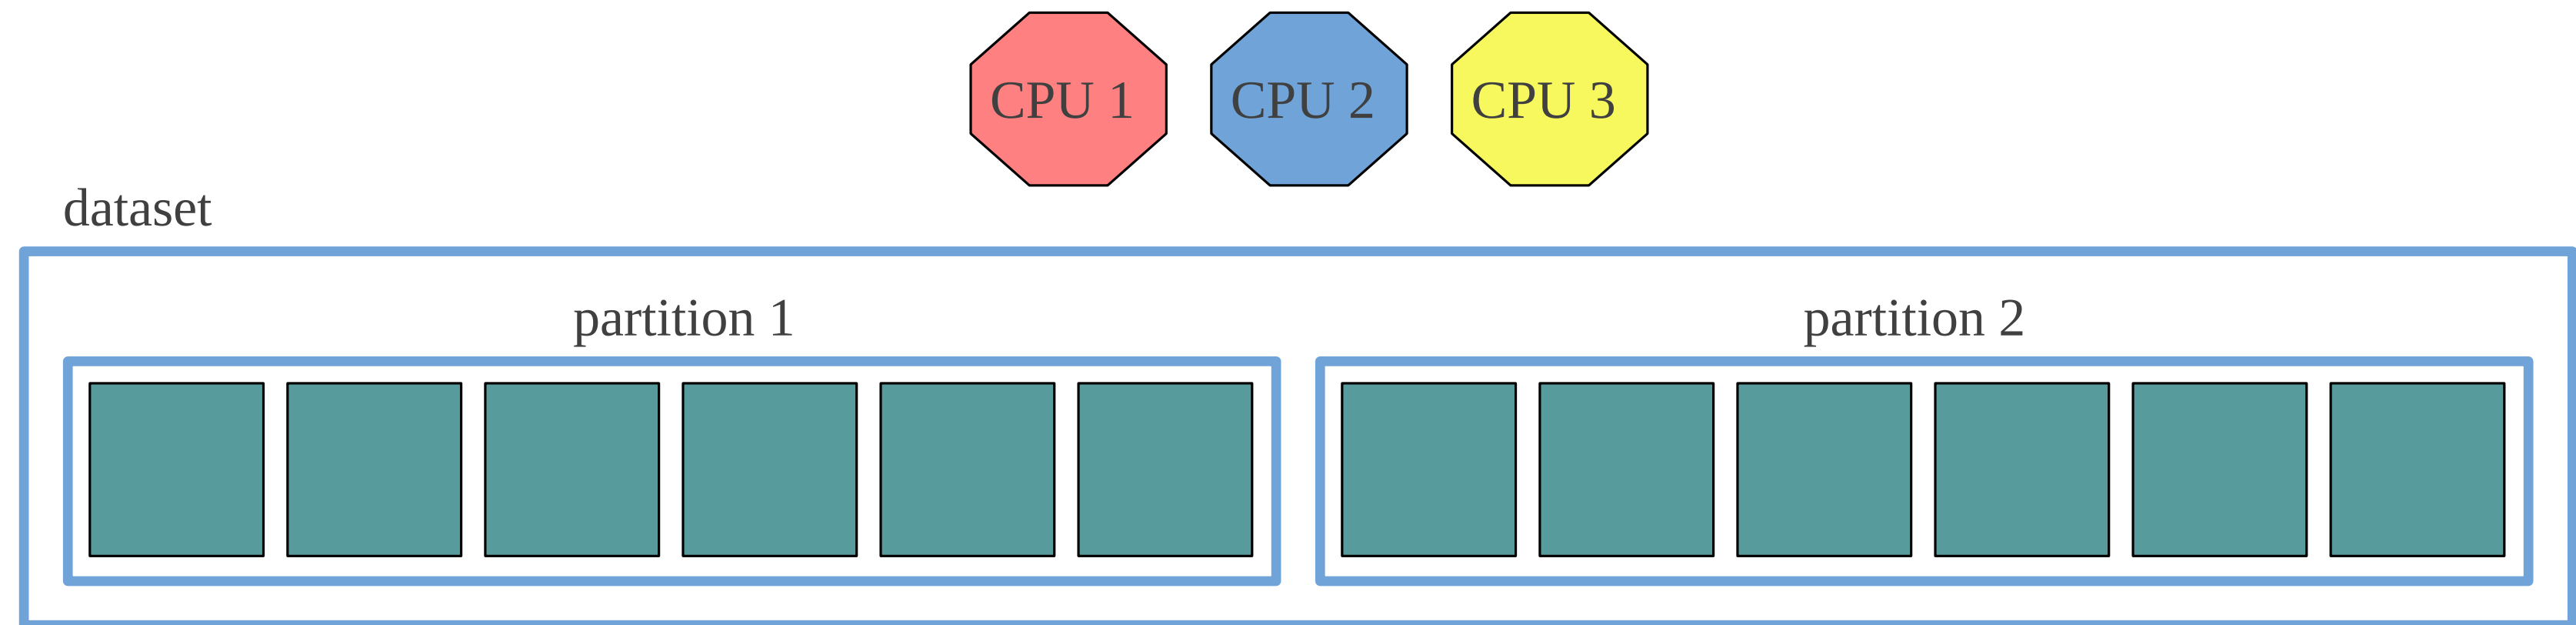 CPU 1
CPU 2
CPU 3
dataset
partition 1
partition 2